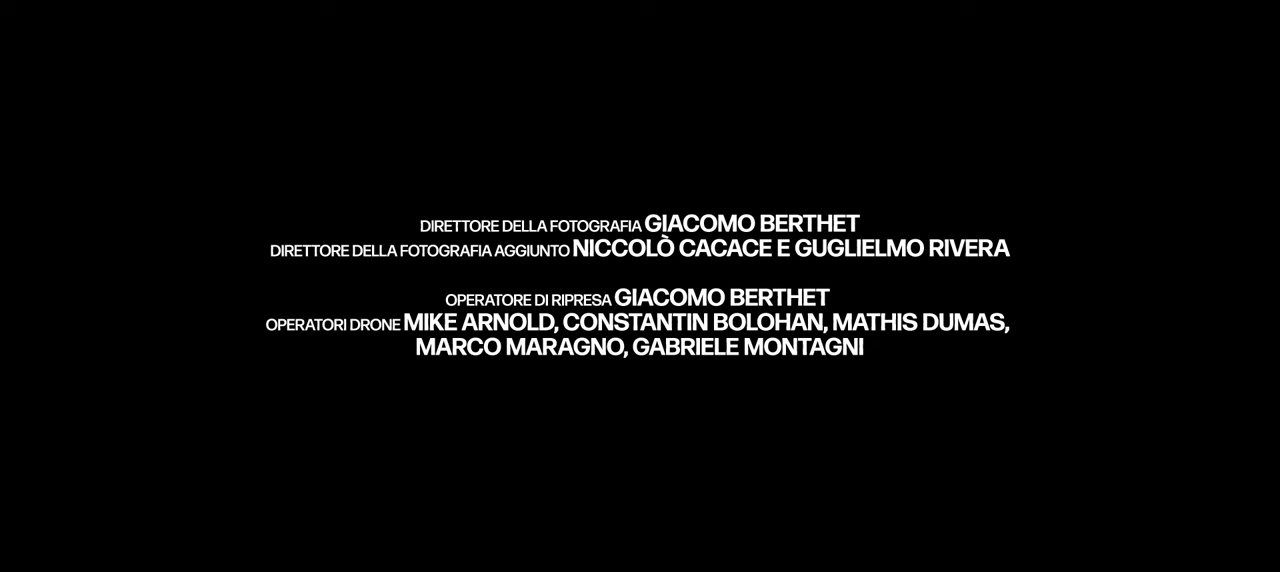 DIRETTORE DELLA FOTOGRAFIA GIACOMO BERTHET
DIRETTORE DELLA FOTOGRAFIA AGGIUNTO NICCOLÒ CACACE E GUGLIELMO RIVERA
OPERATORE DI RIPRESA GIACOMO BERTHET
OPERATORI DRONE MIKE ARNOLD, CONSTANTIN BOLOHAN, MATHIS DUMAS,
MARCO MARAGNO, GABRIELE MONTAGNI